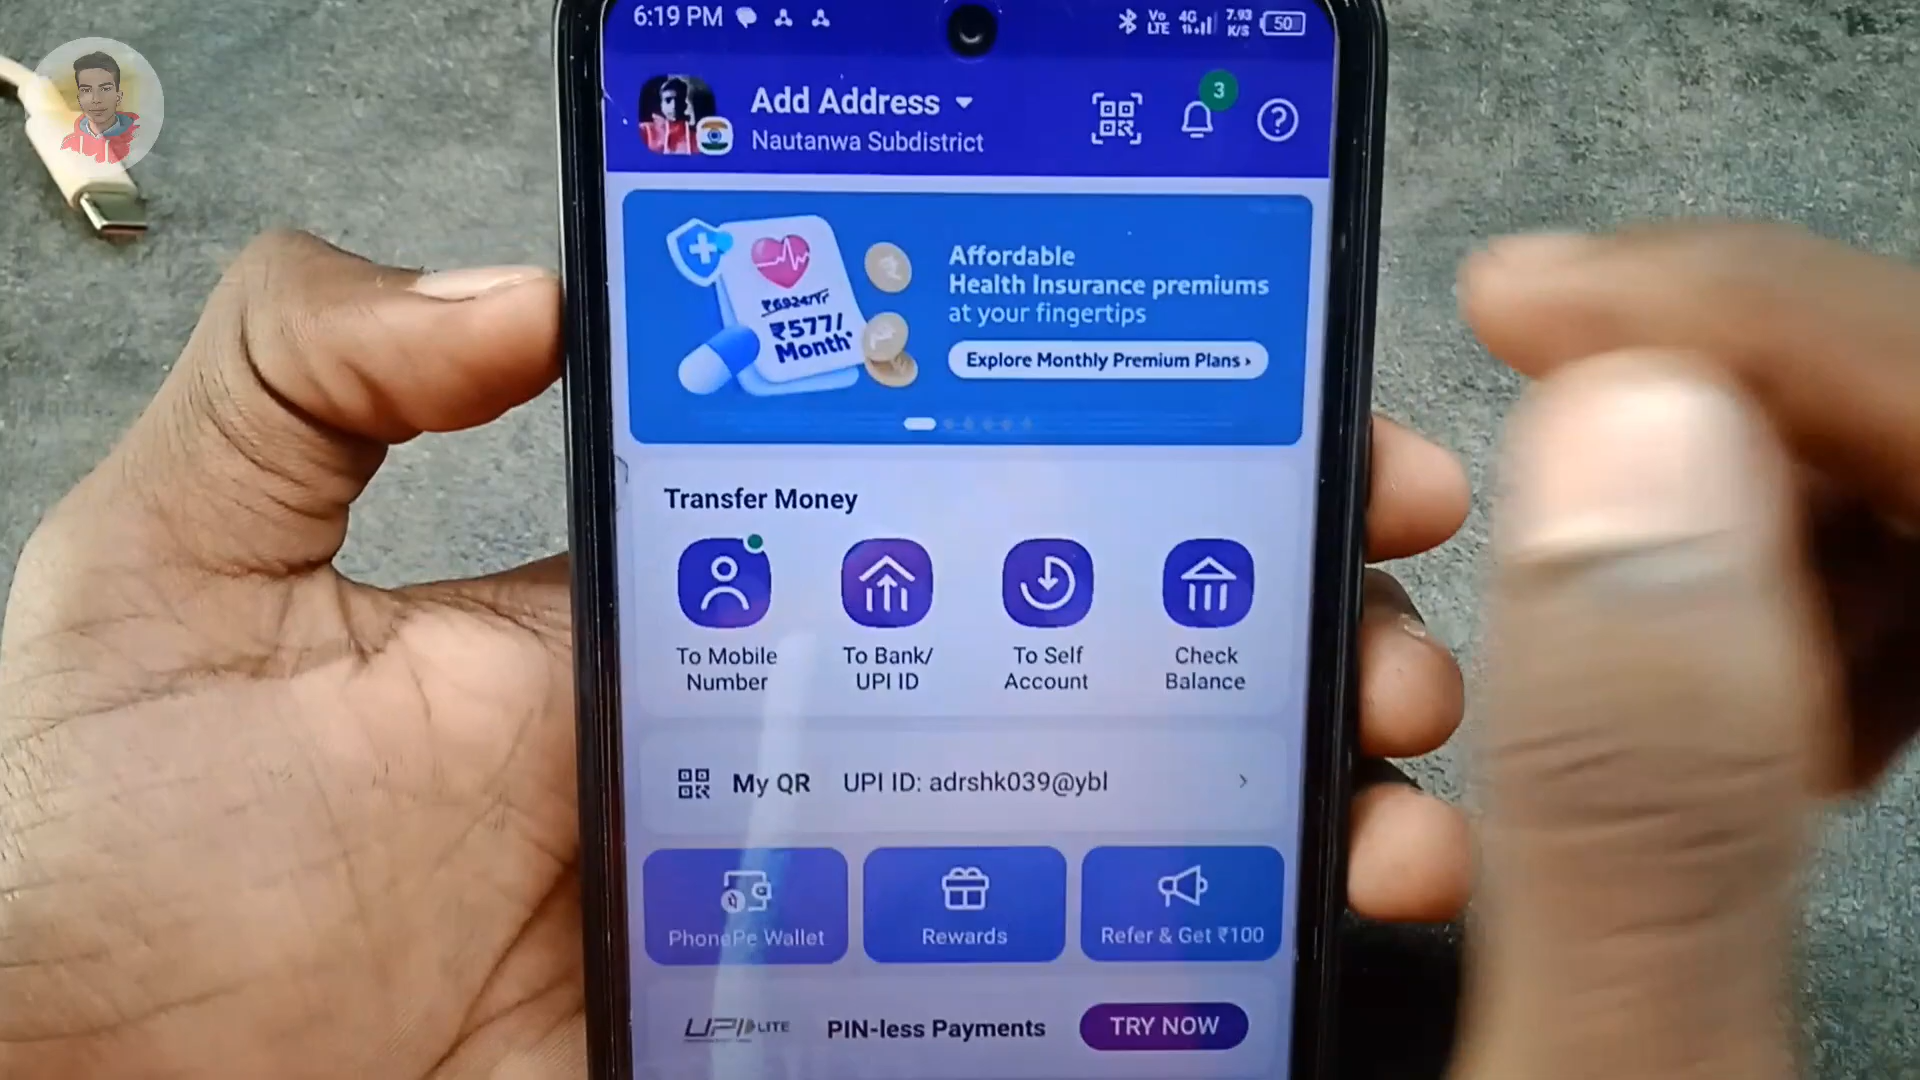 6:19 PM
Vo LTE 4G 7.93 K/S 50
Add Address
3
Nautanwa Subdistrict
₹6924/Yr
₹577/
Month*
Affordable
Health Insurance premiums
at your fingertips
Explore Monthly Premium Plans ›
Transfer Money
To Mobile
Number
To Bank/
UPI ID
To Self
Account
Check
Balance
My QR UPI ID: adrshk039@ybl
PhonePe Wallet
Rewards
Refer & Get ₹100
UPI LITE PIN-less Payments TRY NOW